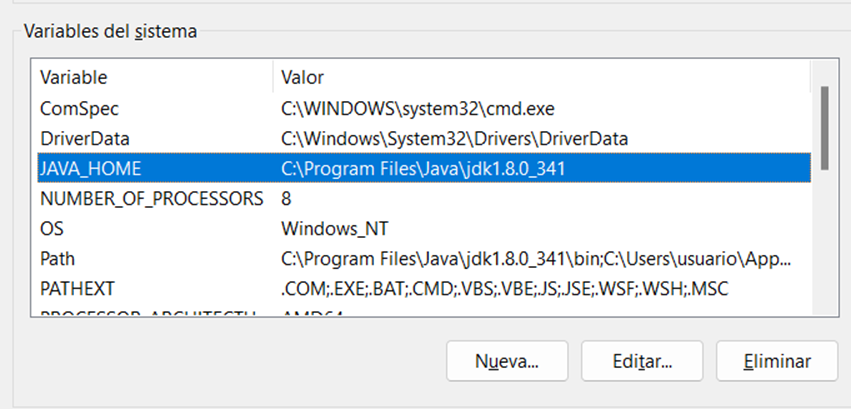 Variables del sistema
Variable Valor
ComSpec C:\WINDOWS\system32\cmd.exe
DriverData C:\Windows\System32\Drivers\DriverData
JAVA_HOME C:\Program Files\Java\jdk1.8.0_341
NUMBER_OF_PROCESSORS 8
OS Windows_NT
Path C:\Program Files\Java\jdk1.8.0_341\bin;C:\Users\usuario\App...
PATHEXT .COM;.EXE;.BAT;.CMD;.VBS;.VBE;.JS;.JSE;.WSF;.WSH;.MSC
AMD64
Nueva... Editar... Eliminar